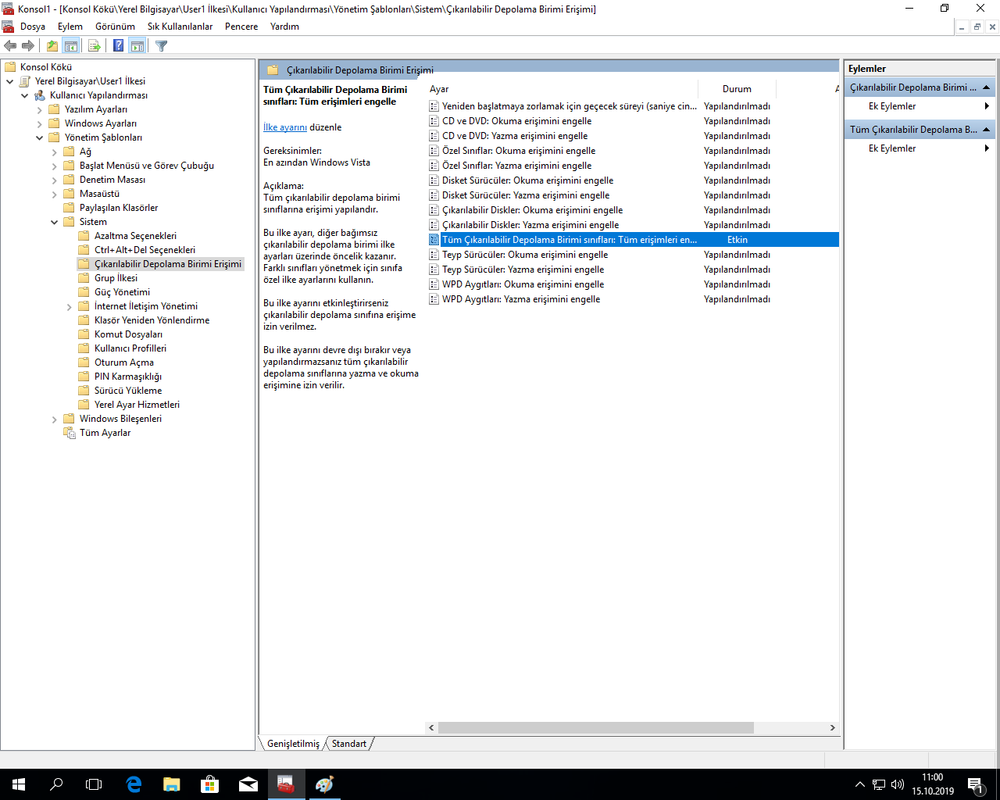 Konsol1 - [Konsol Kökü\Yerel Bilgisayar\User1 İlkesi\Kullanıcı Yapılandırması\Yönetim Şablonları\Sistem\Çıkarılabilir Depolama Birimi Erişimi]
Dosya Eylem Görünüm Sık Kullanılanlar Pencere Yardım
Konsol Kökü
Yerel Bilgisayar\User1 İlkesi
Kullanıcı Yapılandırması
Yazılım Ayarları
Windows Ayarları
Yönetim Şablonları
Ağ
Başlat Menüsü ve Görev Çubuğu
Denetim Masası
Masaüstü
Paylaşılan Klasörler
Sistem
Azaltma Seçenekleri
Ctrl+Alt+Del Seçenekleri
Çıkarılabilir Depolama Birimi Erişimi
Grup İlkesi
Güç Yönetimi
İnternet İletişim Yönetimi
Klasör Yeniden Yönlendirme
Komut Dosyaları
Kullanıcı Profilleri
Oturum Açma
PIN Karmaşıklığı
Sürücü Yükleme
Yerel Ayar Hizmetleri
Windows Bileşenleri
Tüm Ayarlar
Çıkarılabilir Depolama Birimi Erişimi
Tüm Çıkarılabilir Depolama Birimi
sınıfları: Tüm erişimleri engelle
İlke ayarını düzenle
Gereksinimler:
En azından Windows Vista
Açıklama:
Tüm çıkarılabilir depolama birimi
sınıflarına erişimi yapılandır.
Bu ilke ayarı, diğer bağımsız
çıkarılabilir depolama birimi ilke
ayarları üzerinde öncelik kazanır.
Farklı sınıfları yönetmek için sınıfa
özel ilke ayarlarını kullanın.
Bu ilke ayarını etkinleştirirseniz
çıkarılabilir depolama sınıfına erişime
izin verilmez.
Bu ilke ayarını devre dışı bırakır veya
yapılandırmazsanız tüm çıkarılabilir
depolama sınıflarına yazma ve okuma
erişimine izin verilir.
Ayar Durum A
Yeniden başlatmaya zorlamak için geçecek süreyi (saniye cin... Yapılandırılmadı
CD ve DVD: Okuma erişimini engelle Yapılandırılmadı
CD ve DVD: Yazma erişimini engelle Yapılandırılmadı
Özel Sınıflar: Okuma erişimini engelle Yapılandırılmadı
Özel Sınıflar: Yazma erişimini engelle Yapılandırılmadı
Disket Sürücüler: Okuma erişimini engelle Yapılandırılmadı
Disket Sürücüler: Yazma erişimini engelle Yapılandırılmadı
Çıkarılabilir Diskler: Okuma erişimini engelle Yapılandırılmadı
Çıkarılabilir Diskler: Yazma erişimini engelle Yapılandırılmadı
Tüm Çıkarılabilir Depolama Birimi sınıfları: Tüm erişimleri en... Etkin
Teyp Sürücüler: Okuma erişimini engelle Yapılandırılmadı
Teyp Sürücüler: Yazma erişimini engelle Yapılandırılmadı
WPD Aygıtları: Okuma erişimini engelle Yapılandırılmadı
WPD Aygıtları: Yazma erişimini engelle Yapılandırılmadı
Genişletilmiş Standart
Eylemler
Çıkarılabilir Depolama Birimi ...
Ek Eylemler
Tüm Çıkarılabilir Depolama B...
Ek Eylemler
11:00
15.10.2019
1